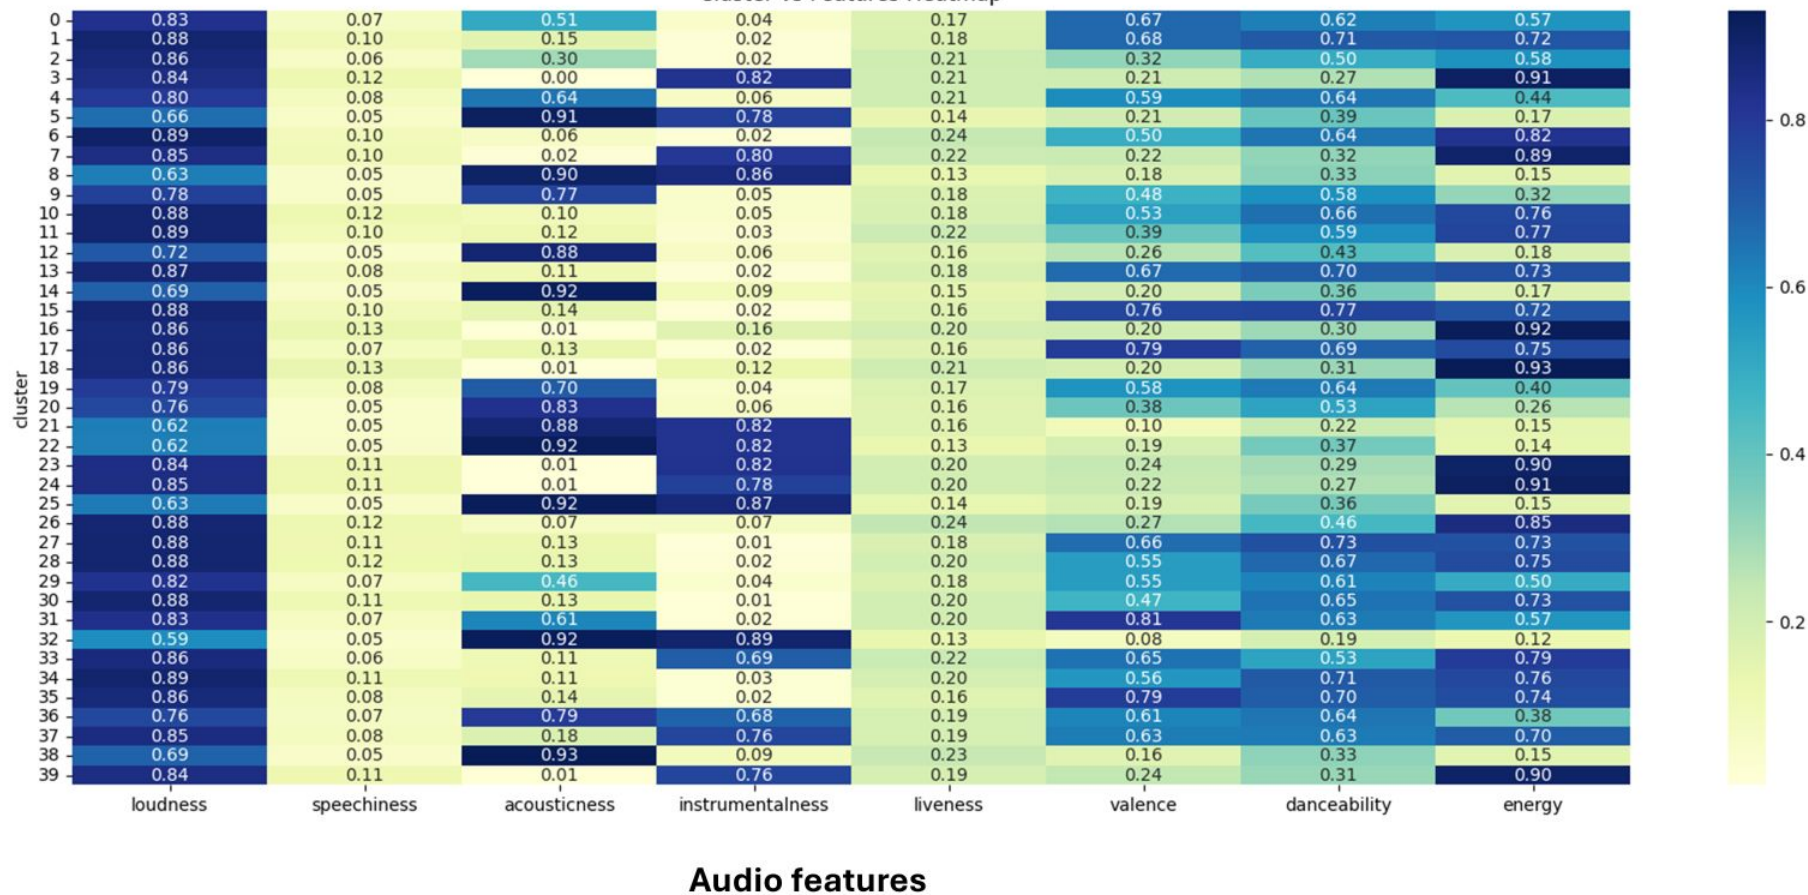 Cluster vs Features Heatmap
0 0.83 0.07 0.51 0.04 0.17 0.67 0.62 0.57
1 0.88 0.10 0.15 0.02 0.18 0.68 0.71 0.72
2 0.86 0.06 0.30 0.02 0.21 0.32 0.50 0.58
3 0.84 0.12 0.00 0.82 0.21 0.21 0.27 0.91
4 0.80 0.08 0.64 0.06 0.21 0.59 0.64 0.44
5 0.66 0.05 0.91 0.78 0.14 0.21 0.39 0.17
6 0.89 0.10 0.06 0.02 0.24 0.50 0.64 0.82
7 0.85 0.10 0.02 0.80 0.22 0.22 0.32 0.89
8 0.63 0.05 0.90 0.86 0.13 0.18 0.33 0.15
9 0.78 0.05 0.77 0.05 0.18 0.48 0.58 0.32
10 0.88 0.12 0.10 0.05 0.18 0.53 0.66 0.76
11 0.89 0.10 0.12 0.03 0.22 0.39 0.59 0.77
12 0.72 0.05 0.88 0.06 0.16 0.26 0.43 0.18
13 0.87 0.08 0.11 0.02 0.18 0.67 0.70 0.73
14 0.69 0.05 0.92 0.09 0.15 0.20 0.36 0.17
15 0.88 0.10 0.14 0.02 0.16 0.76 0.77 0.72
16 0.86 0.13 0.01 0.16 0.20 0.20 0.30 0.92
17 0.86 0.07 0.13 0.02 0.16 0.79 0.69 0.75
18 0.86 0.13 0.01 0.12 0.21 0.20 0.31 0.93
19 0.79 0.08 0.70 0.04 0.17 0.58 0.64 0.40
20 0.76 0.05 0.83 0.06 0.16 0.38 0.53 0.26
21 0.62 0.05 0.88 0.82 0.16 0.10 0.22 0.15
22 0.62 0.05 0.92 0.82 0.13 0.19 0.37 0.14
23 0.84 0.11 0.01 0.82 0.20 0.24 0.29 0.90
24 0.85 0.11 0.01 0.78 0.20 0.22 0.27 0.91
25 0.63 0.05 0.92 0.87 0.14 0.19 0.36 0.15
26 0.88 0.12 0.07 0.07 0.24 0.27 0.46 0.85
27 0.88 0.11 0.13 0.01 0.18 0.66 0.73 0.73
28 0.88 0.12 0.13 0.02 0.20 0.55 0.67 0.75
29 0.82 0.07 0.46 0.04 0.18 0.55 0.61 0.50
30 0.88 0.11 0.13 0.01 0.20 0.47 0.65 0.73
31 0.83 0.07 0.61 0.02 0.20 0.81 0.63 0.57
32 0.59 0.05 0.92 0.89 0.13 0.08 0.19 0.12
33 0.86 0.06 0.11 0.69 0.22 0.65 0.53 0.79
34 0.89 0.11 0.11 0.03 0.20 0.56 0.71 0.76
35 0.86 0.08 0.14 0.02 0.16 0.79 0.70 0.74
36 0.76 0.07 0.79 0.68 0.19 0.61 0.64 0.38
37 0.85 0.08 0.18 0.76 0.19 0.63 0.63 0.70
38 0.69 0.05 0.93 0.09 0.23 0.16 0.33 0.15
39 0.84 0.11 0.01 0.76 0.19 0.24 0.31 0.90
cluster
loudness speechiness acousticness instrumentalness liveness valence danceability energy
0.8
0.6
0.4
0.2
Audio features